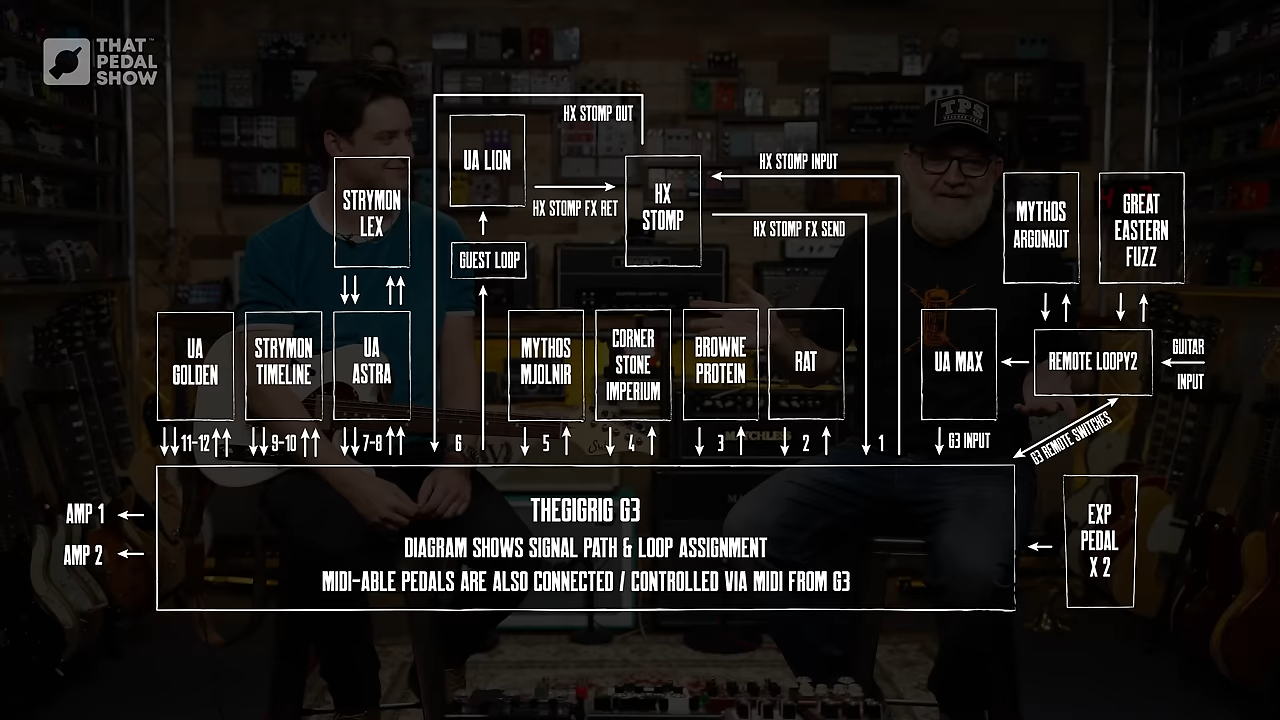 THAT
PEDAL
SHOW
TPS
HX STOMP OUT
UA LION
HX STOMP INPUT
STRYMON
LEX
HX
STOMP
HX STOMP FX RET
HX STOMP FX SEND
MYTHOS
ARGONAUT
GREAT
EASTERN
FUZZ
GUEST LOOP
UA
GOLDEN
STRYMON
TIMELINE
UA
ASTRA
MYTHOS
MJOLNIR
CORNER
STONE
IMPERIUM
BROWNE
PROTEIN
RAT
UA MAX
REMOTE LOOPY2
GUITAR
INPUT
11-12
9-10
7-8
6
5
4
3
2
1
G3 INPUT
G3 REMOTE SWITCHES
MATCHLESS
AMP 1
AMP 2
THEGIGRIG G3
DIAGRAM SHOWS SIGNAL PATH & LOOP ASSIGNMENT
MIDI-ABLE PEDALS ARE ALSO CONNECTED / CONTROLLED VIA MIDI FROM G3
EXP
PEDAL
X 2